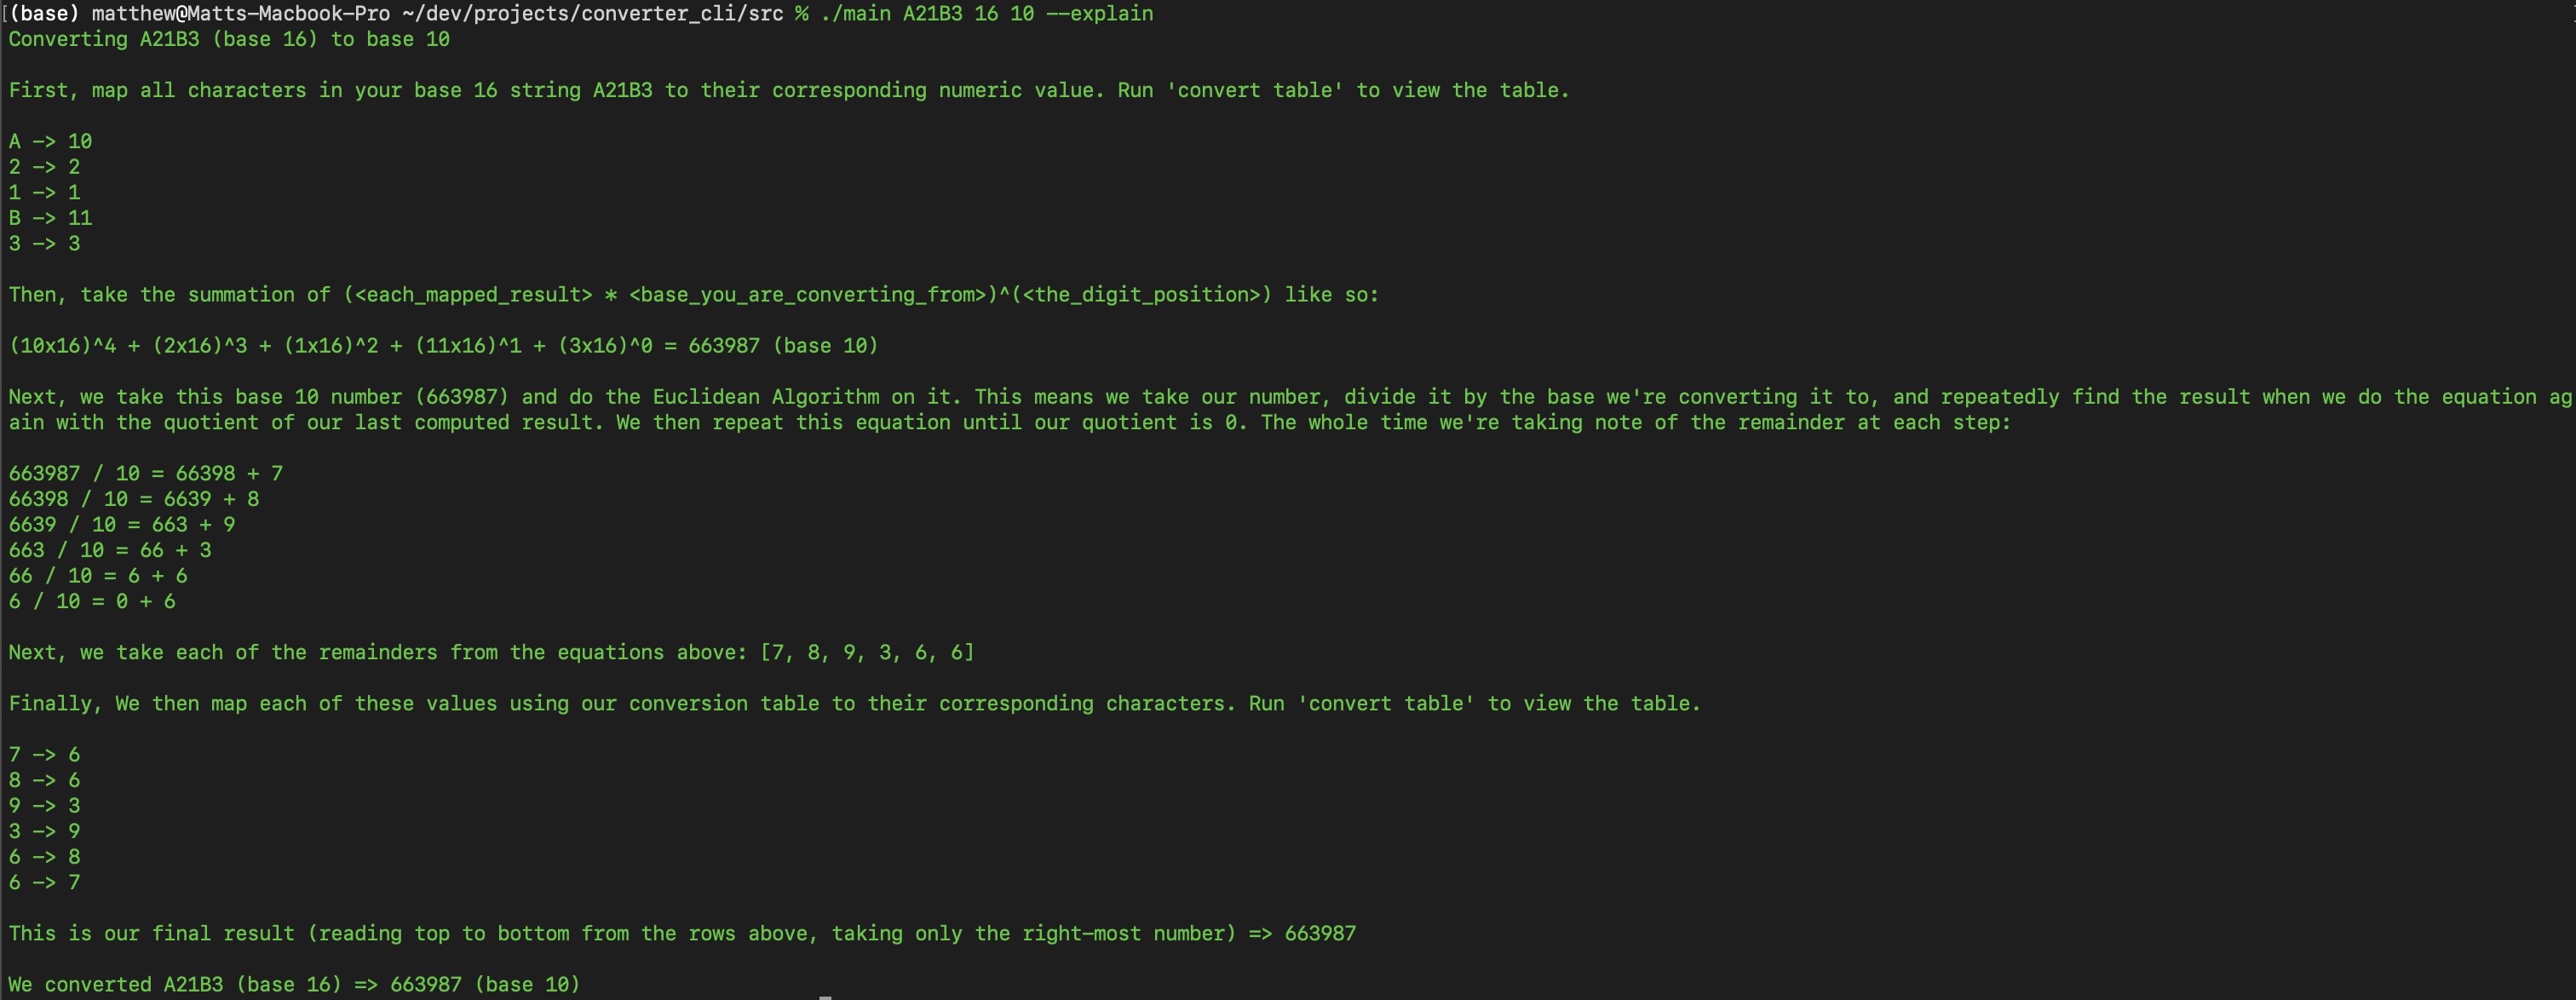 (base) matthew@Matts-Macbook-Pro ~/dev/projects/converter_cli/src % ./main A21B3 16 10 --explain
Converting A21B3 (base 16) to base 10
First, map all characters in your base 16 string A21B3 to their corresponding numeric value. Run 'convert table' to view the table.
A -> 10
2 -> 2
1 -> 1
B -> 11
3 -> 3
Then, take the summation of (<each_mapped_result> * <base_you_are_converting_from>)^(<the_digit_position>) like so:
(10x16)^4 + (2x16)^3 + (1x16)^2 + (11x16)^1 + (3x16)^0 = 663987 (base 10)
Next, we take this base 10 number (663987) and do the Euclidean Algorithm on it. This means we take our number, divide it by the base we're converting it to, and repeatedly find the result when we do the equation ag
ain with the quotient of our last computed result. We then repeat this equation until our quotient is 0. The whole time we're taking note of the remainder at each step:
663987 / 10 = 66398 + 7
66398 / 10 = 6639 + 8
6639 / 10 = 663 + 9
663 / 10 = 66 + 3
66 / 10 = 6 + 6
6 / 10 = 0 + 6
Next, we take each of the remainders from the equations above: [7, 8, 9, 3, 6, 6]
Finally, We then map each of these values using our conversion table to their corresponding characters. Run 'convert table' to view the table.
7 -> 6
8 -> 6
9 -> 3
3 -> 9
6 -> 8
6 -> 7
This is our final result (reading top to bottom from the rows above, taking only the right-most number) => 663987
We converted A21B3 (base 16) => 663987 (base 10)